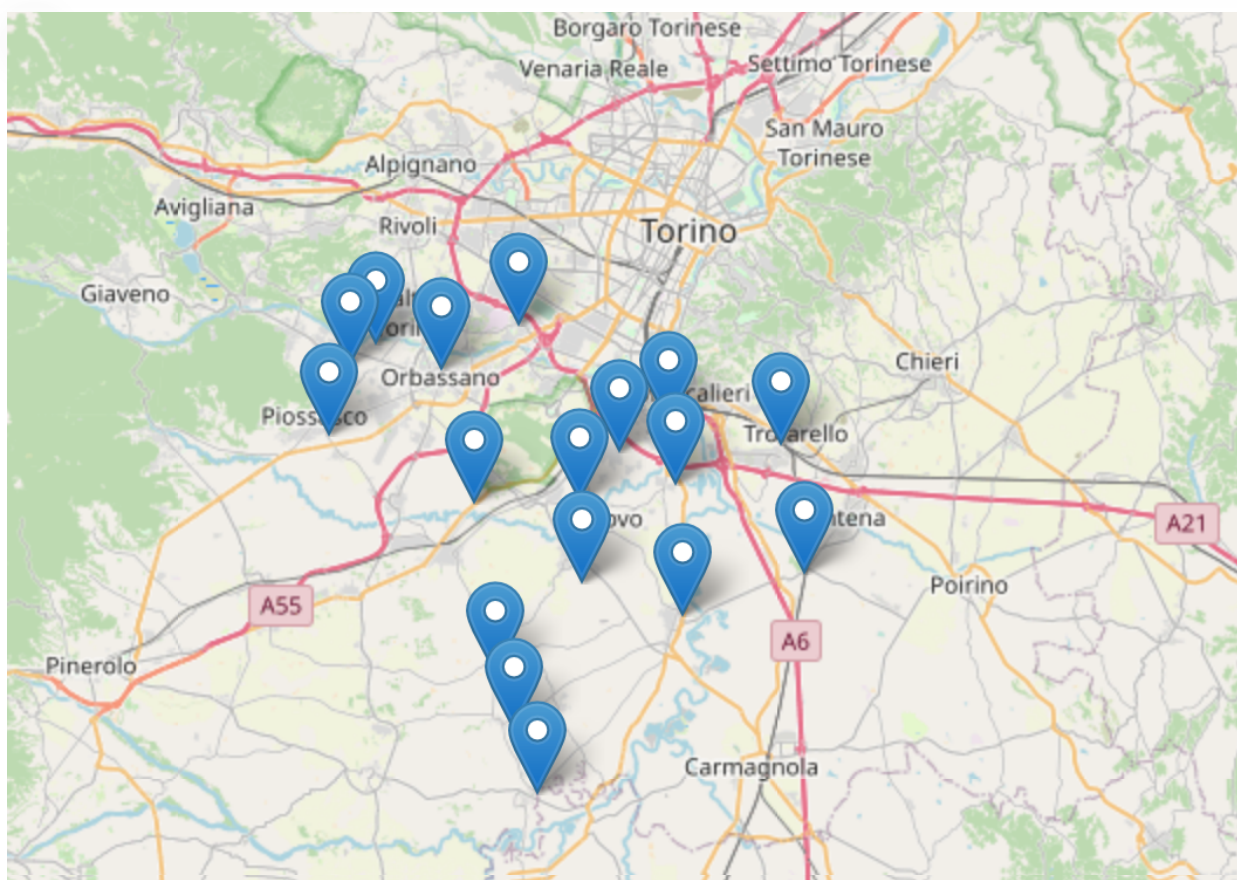 Borgaro Torinese
Venaria Reale
Settimo Torinese
San Mauro
Torinese
Alpignano
Avigliana
Rivoli
Torino
Giaveno
Chieri
Orbassano
Trofarello
A21
A55
Poirino
A6
Pinerolo
Carmagnola